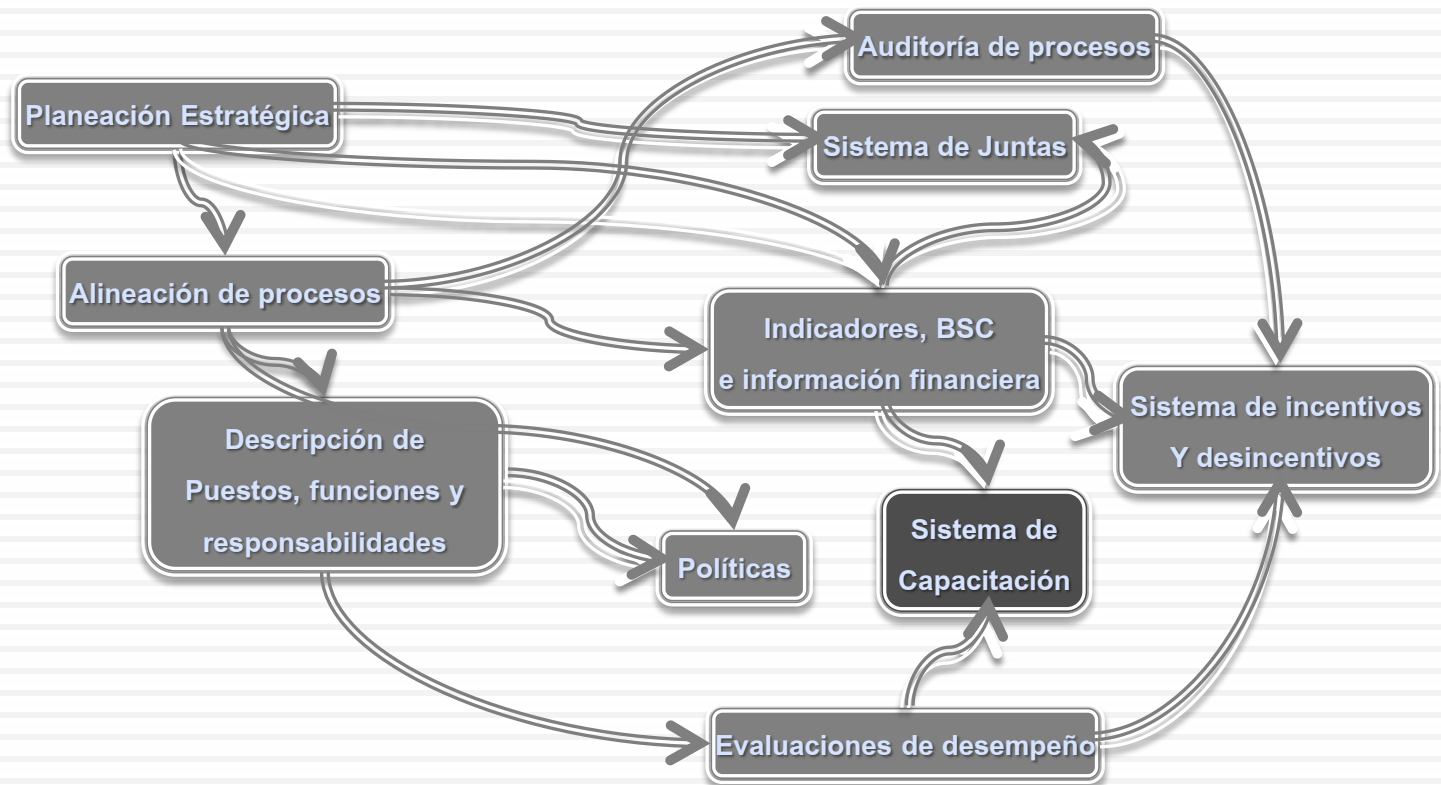 Auditoría de procesos
Planeación Estratégica
Sistema de Juntas
Alineación de procesos
Indicadores, BSC
e información financiera
Sistema de incentivos
Y desincentivos
Descripción de
Puestos, funciones y
responsabilidades
Sistema de
Capacitación
Políticas
Evaluaciones de desempeño